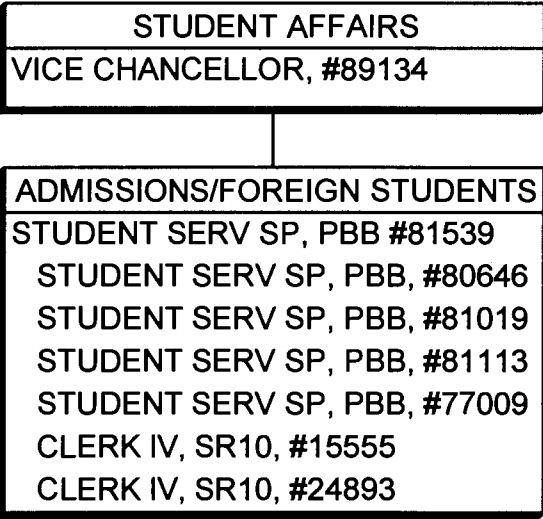 STUDENT AFFAIRS
VICE CHANCELLOR, #89134
ADMISSIONS/FOREIGN STUDENTS
STUDENT SERV SP, PBB #81539
STUDENT SERV SP, PBB, #80646
STUDENT SERV SP, PBB, #81019
STUDENT SERV SP, PBB, #81113
STUDENT SERV SP, PBB, #77009
CLERK IV, SR10, #15555
CLERK IV, SR10, #24893